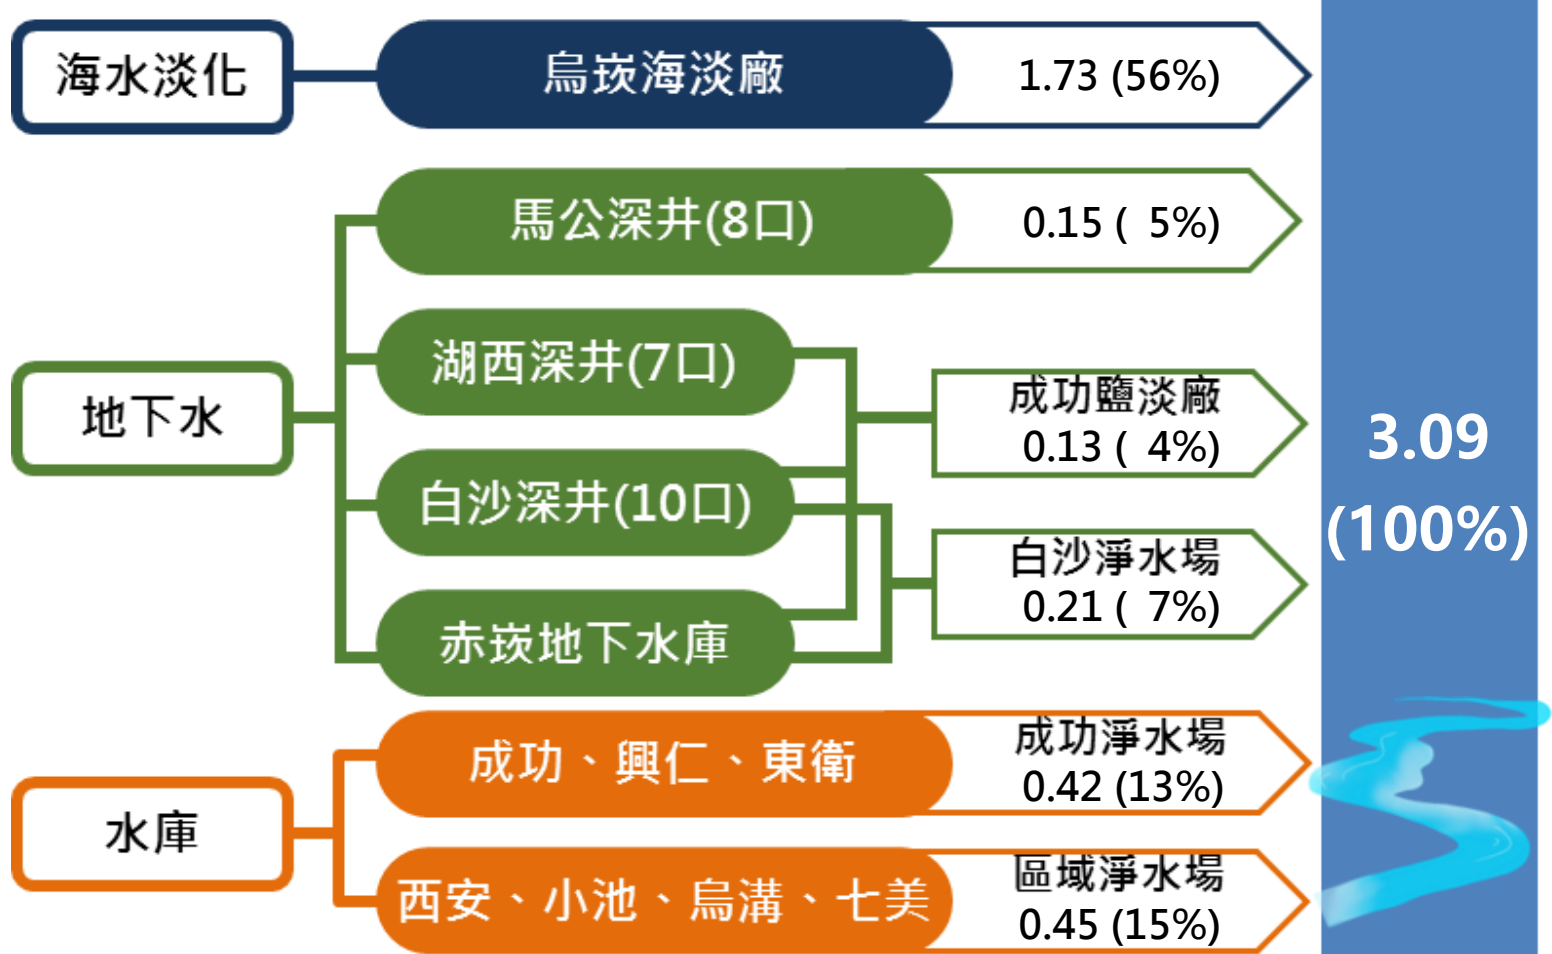 海水淡化
烏崁海淡廠
1.73 (56%)
地下水
馬公深井(8口)
0.15 ( 5%)
湖西深井(7口)
白沙深井(10口)
赤崁地下水庫
成功鹽淡廠
0.13 ( 4%)
白沙淨水場
0.21 ( 7%)
水庫
成功、興仁、東衛
成功淨水場
0.42 (13%)
西安、小池、烏溝、七美
區域淨水場
0.45 (15%)
3.09
(100%)